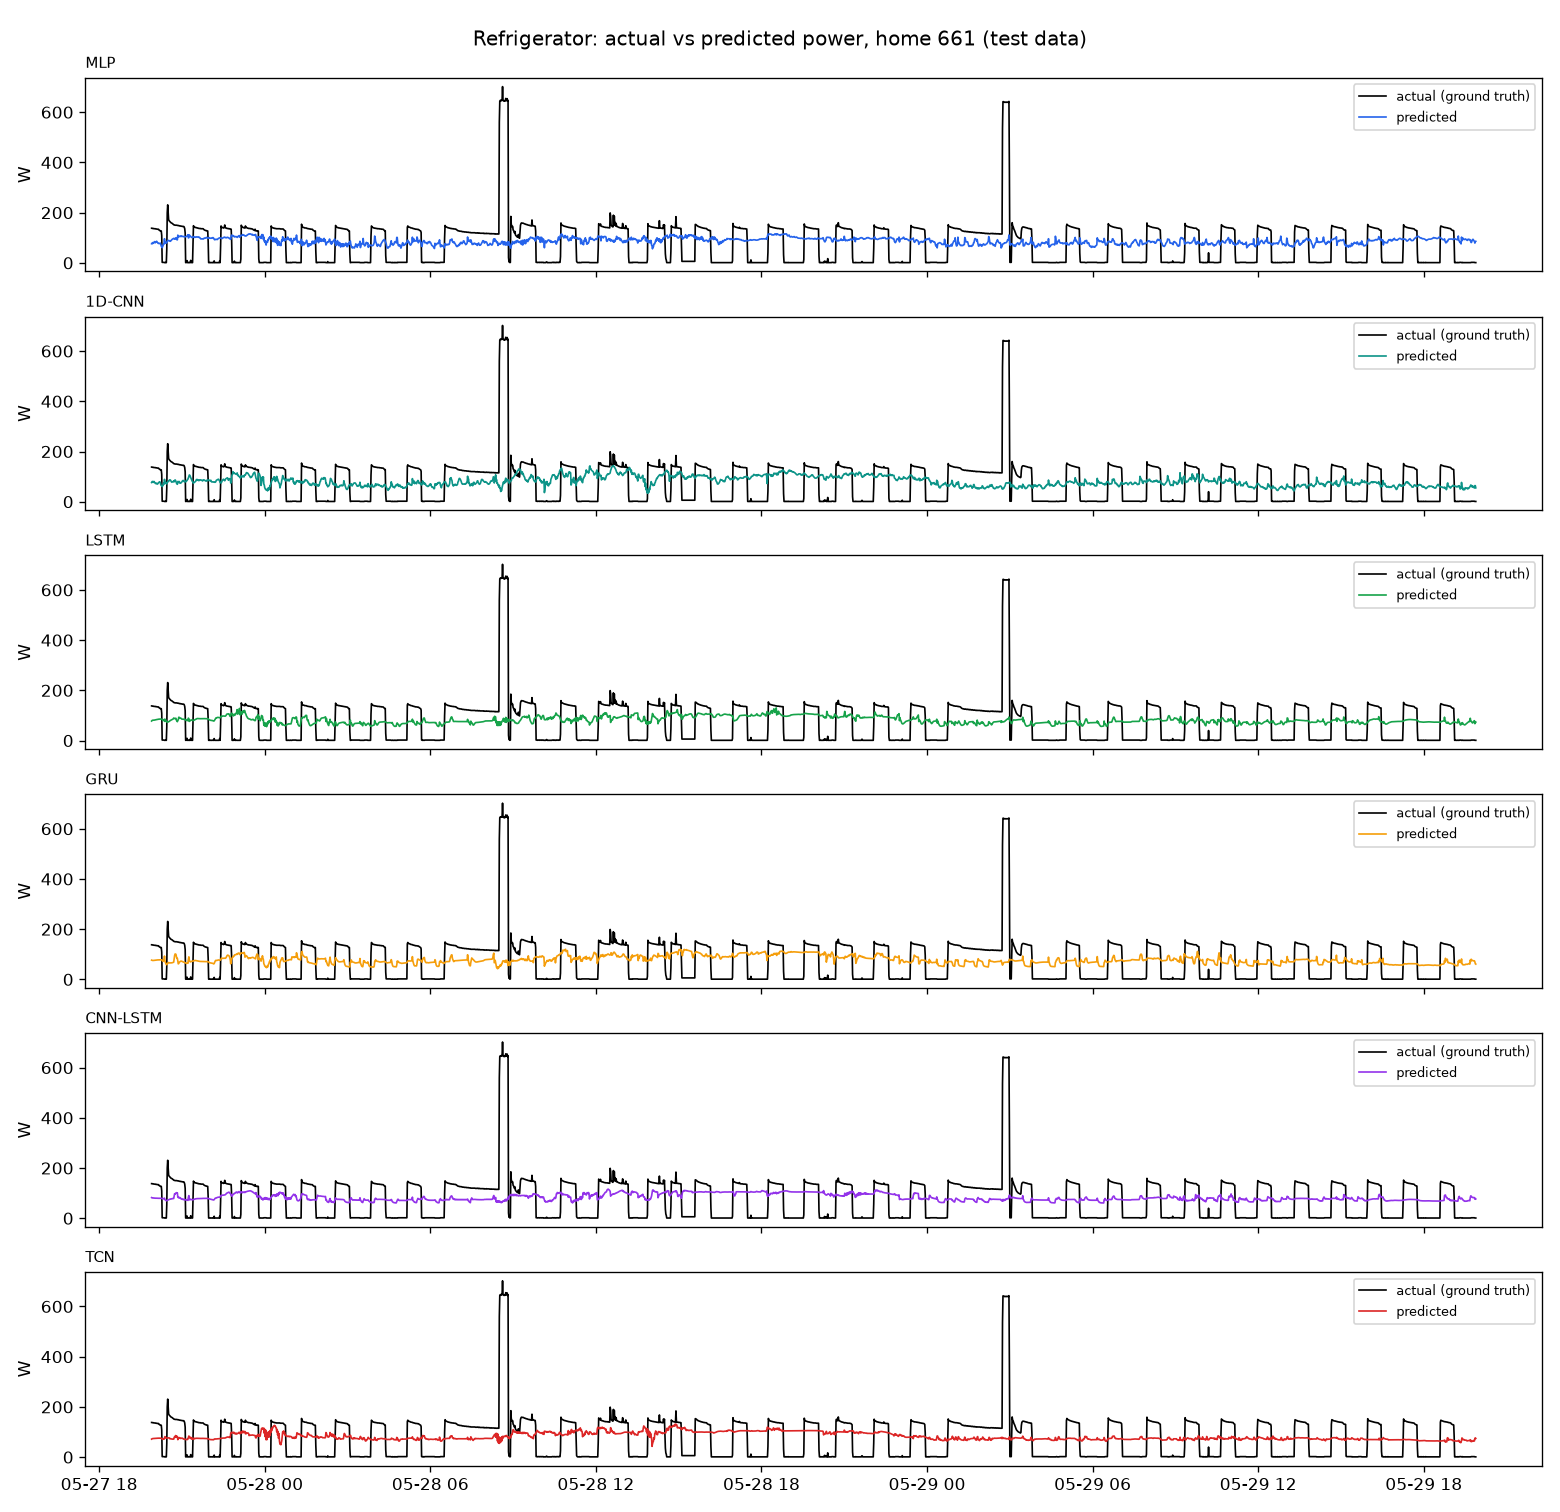 Refrigerator: actual vs predicted power, home 661 (test data)
MLP
600
400
200
0
W
actual (ground truth)
predicted
1D-CNN
600
400
200
0
W
actual (ground truth)
predicted
LSTM
600
400
200
0
W
actual (ground truth)
predicted
GRU
600
400
200
0
W
actual (ground truth)
predicted
CNN-LSTM
600
400
200
0
W
actual (ground truth)
predicted
TCN
600
400
200
0
W
actual (ground truth)
predicted
05-27 18 05-28 00 05-28 06 05-28 12 05-28 18 05-29 00 05-29 06 05-29 12 05-29 18